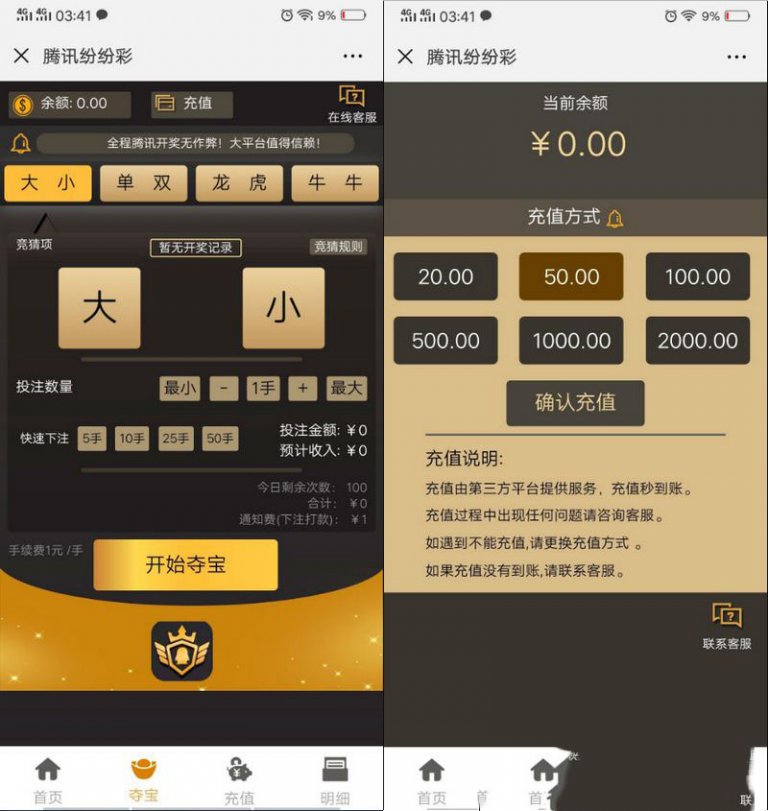 4G 4G 03:41
9%
腾讯纷纷彩
余额: 0.00
充值
在线客服
全程腾讯开奖无作弊！大平台值得信赖！
大 小
单 双
龙 虎
牛 牛
竞猜项
暂无开奖记录
竞猜规则
大
小
投注数量
最小
-
1手
+
最大
快速下注
5手
10手
25手
50手
投注金额: ￥0
预计收入: ￥0
今日剩余次数: 100
合计: ￥0
通知费(下注打款): ￥1
手续费1元 /手
开始夺宝
首页
夺宝
充值
明细
4G 4G 03:41
9%
腾讯纷纷彩
当前余额
￥0.00
充值方式
20.00
50.00
100.00
500.00
1000.00
2000.00
确认充值
充值说明:
充值由第三方平台提供服务，充值秒到账。
充值过程中出现任何问题请咨询客服。
如遇到不能充值,请更换充值方式 。
如果充值没有到账,请联系客服。
联系客服
首页
首
首
联